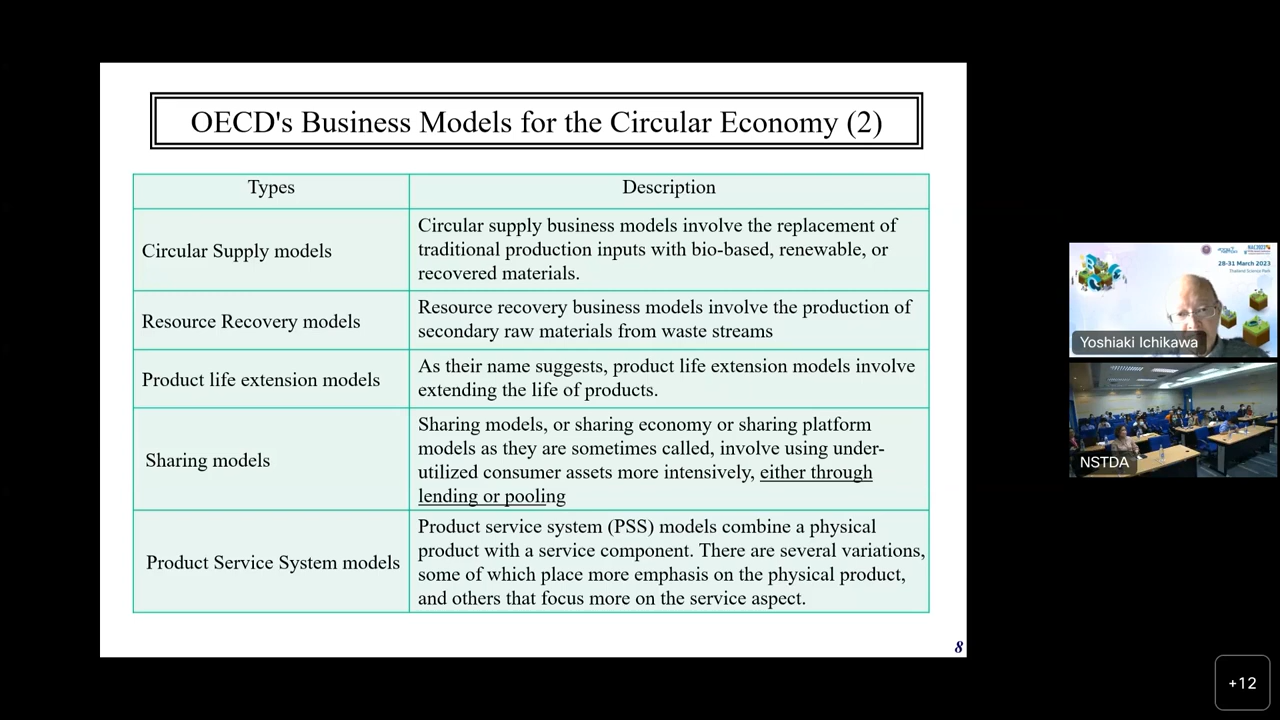 OECD's Business Models for the Circular Economy (2)
Types
Description
Circular Supply models
Circular supply business models involve the replacement of
traditional production inputs with bio-based, renewable, or
recovered materials.
Resource Recovery models
Resource recovery business models involve the production of
secondary raw materials from waste streams
Product life extension models
As their name suggests, product life extension models involve
extending the life of products.
Sharing models
Sharing models, or sharing economy or sharing platform
models as they are sometimes called, involve using under-
utilized consumer assets more intensively, either through
lending or pooling
Product Service System models
Product service system (PSS) models combine a physical
product with a service component. There are several variations,
some of which place more emphasis on the physical product,
and others that focus more on the service aspect.
8
28-31 March 2023
Thailand Science Park
Yoshiaki Ichikawa
NSTDA
+12